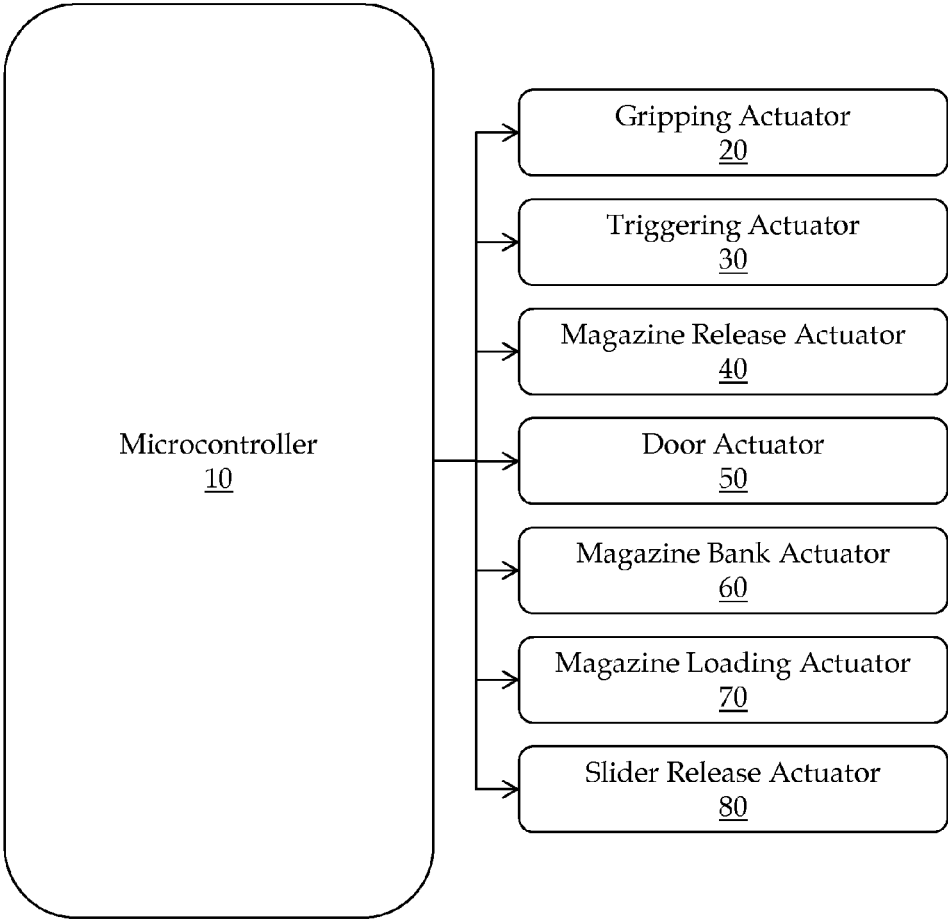 Microcontroller
10
Gripping Actuator
20
Triggering Actuator
30
Magazine Release Actuator
40
Door Actuator
50
Magazine Bank Actuator
60
Magazine Loading Actuator
70
Slider Release Actuator
80